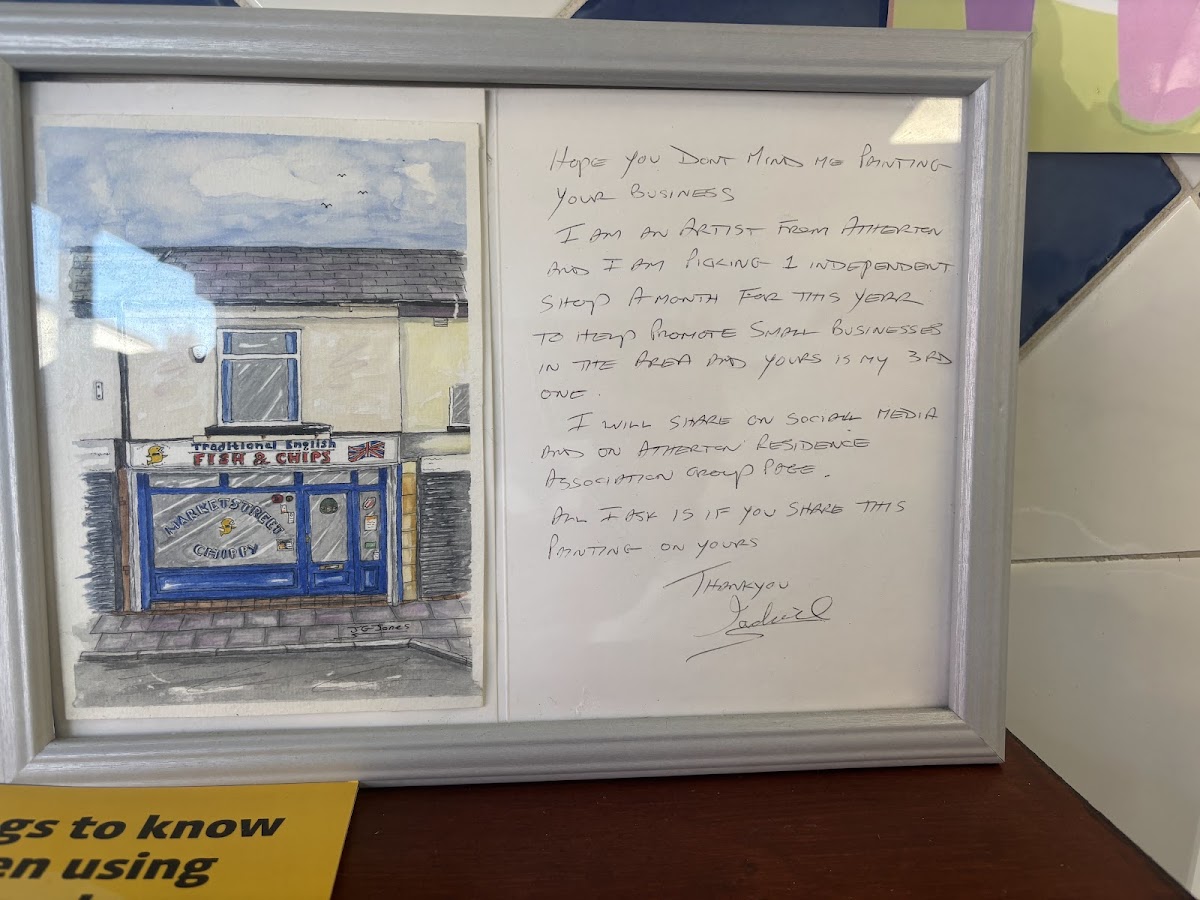 Traditional English
FISH & CHIPS
MARKET STREET
CHIPPY
J G Jones
HOPE YOU DONT MIND ME PAINTING
YOUR BUSINESS
I AM AN ARTIST FROM ATHERTON
AND I AM PICKING 1 INDEPENDENT
SHOP A MONTH FOR THIS YEAR
TO HELP PROMOTE SMALL BUSINESSES
IN THE AREA AND YOURS IS MY 3RD
ONE.
I WILL SHARE ON SOCIAL MEDIA
AND ON ATHERTON RESIDENCE
ASSOCIATION GROUP PAGE.
ALL I ASK IS IF YOU SHARE THIS
PAINTING ON YOURS
THANKYOU
gs to know
en using